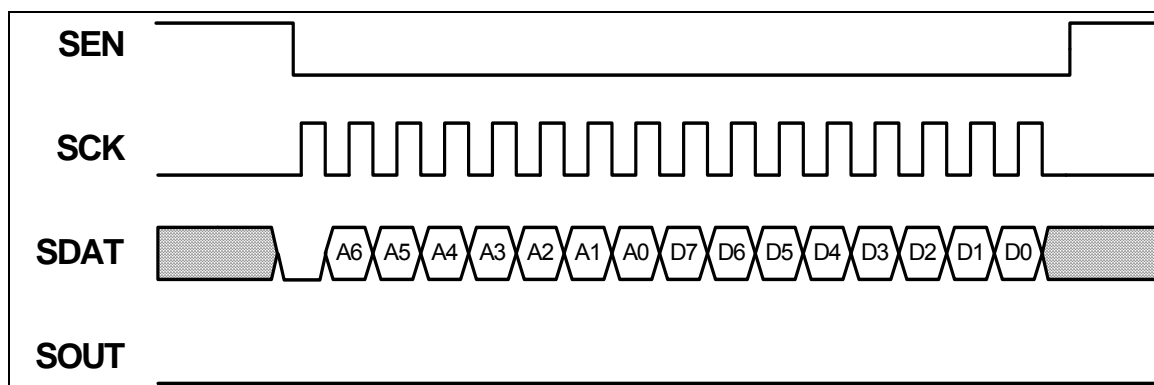 SEN
SCK
SDAT A6 A5 A4 A3 A2 A1 A0 D7 D6 D5 D4 D3 D2 D1 D0
SOUT